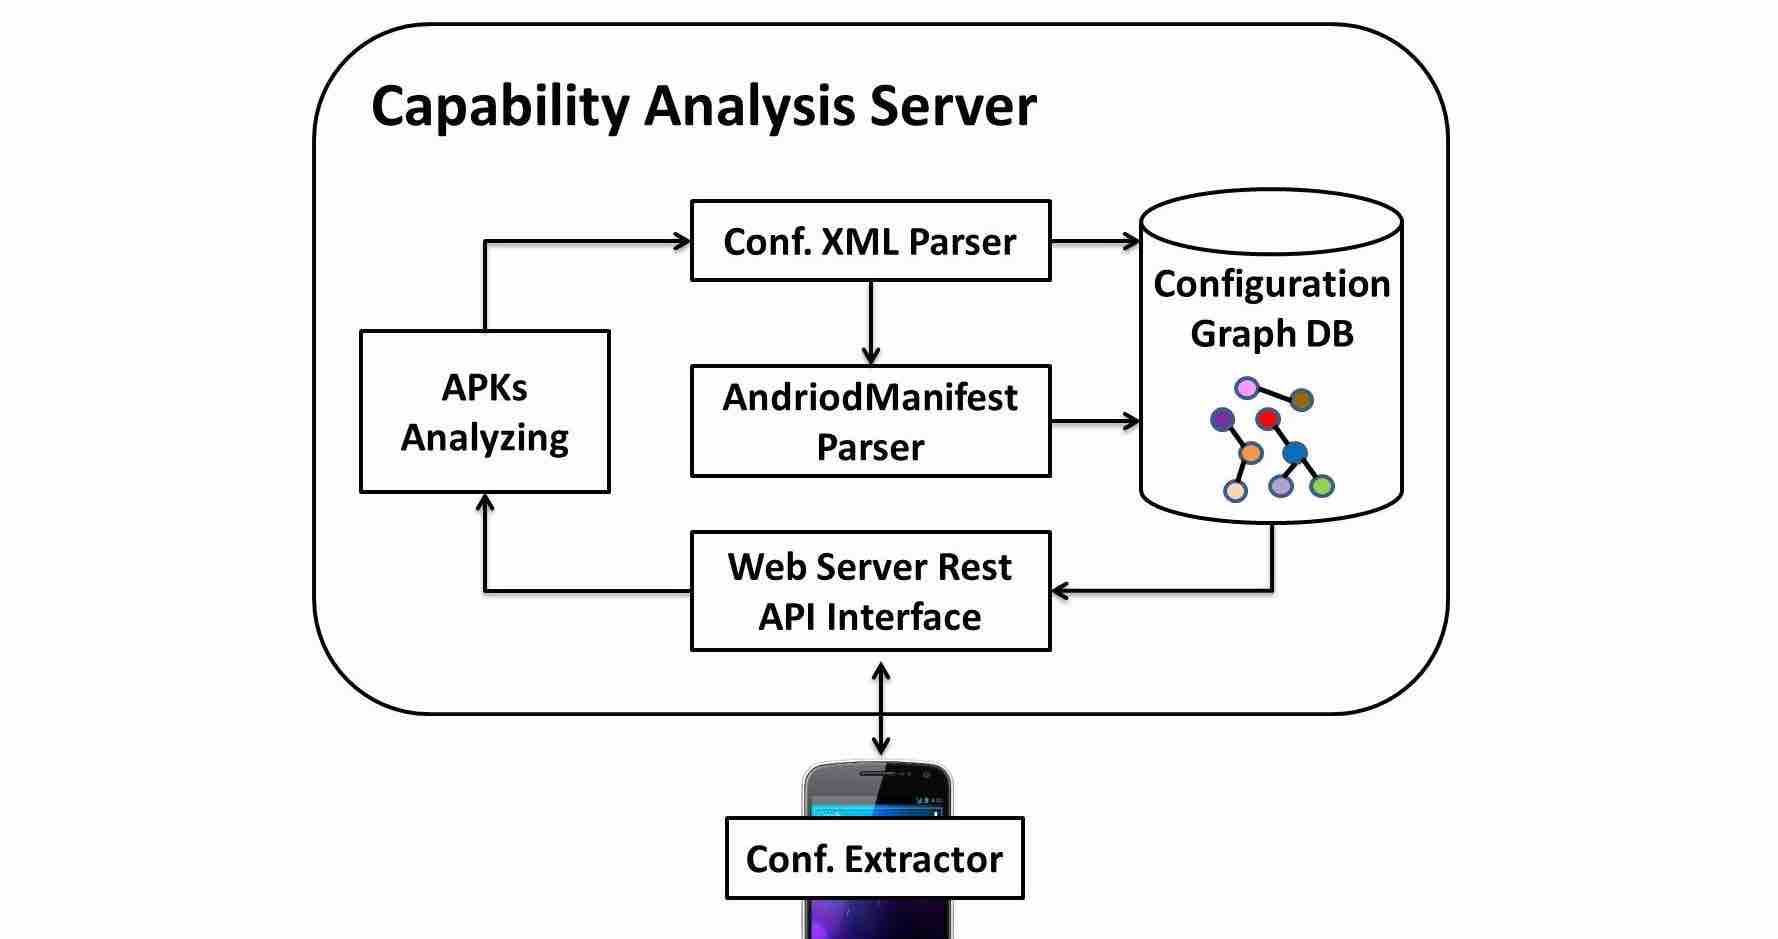 Capability Analysis Server
Conf. XML Parser
Configuration
Graph DB
APKs
Analyzing
AndriodManifest
Parser
Web Server Rest
API Interface
Conf. Extractor